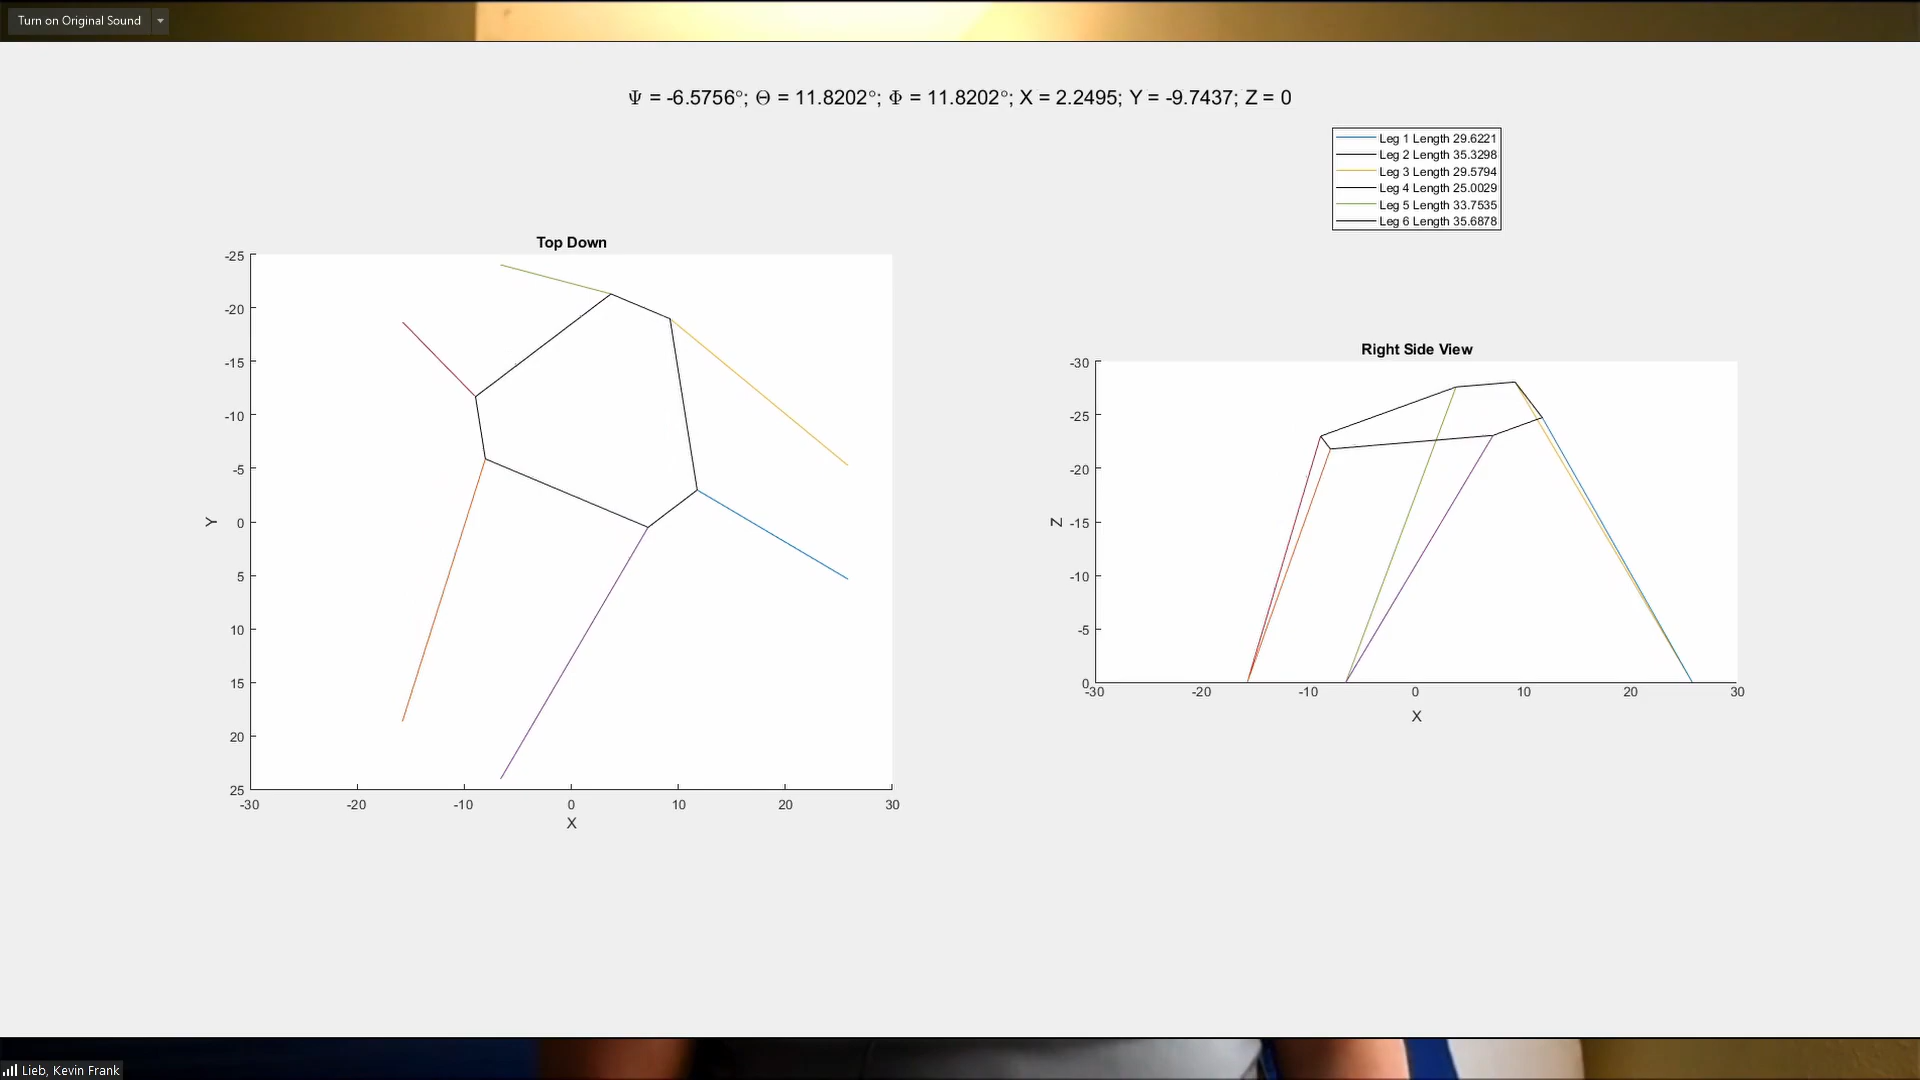 Turn on Original Sound
Ψ = -6.5756°; Θ = 11.8202°; Φ = 11.8202°; X = 2.2495; Y = -9.7437; Z = 0
Leg 1 Length 29.6221
Leg 2 Length 35.3298
Leg 3 Length 29.5794
Leg 4 Length 25.0029
Leg 5 Length 33.7535
Leg 6 Length 35.6878
Top Down
-25
-20
-15
-10
-5
0
5
10
15
20
25
Y
-30 -20 -10 0 10 20 30
X
Right Side View
-30
-25
-20
-15
-10
-5
0
Z
-30 -20 -10 0 10 20 30
X
Lieb, Kevin Frank